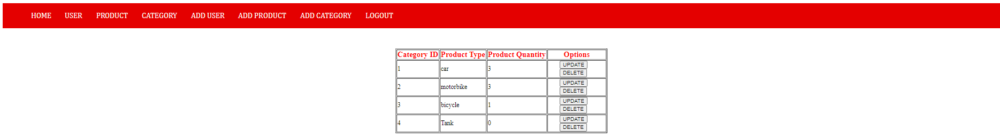 HOME USER PRODUCT CATEGORY ADD USER ADD PRODUCT ADD CATEGORY LOGOUT
Category ID Product Type Product Quantity Options
1 car 3 UPDATE
DELETE
2 motorbike 3 UPDATE
DELETE
3 bicycle 1 UPDATE
DELETE
4 Tank 0 UPDATE
DELETE